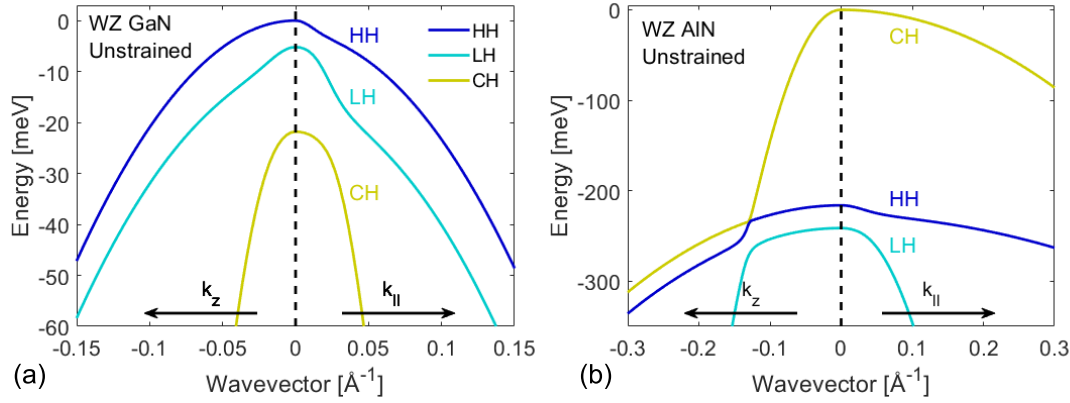 WZ GaN
Unstrained
HH
LH
CH
HH
LH
CH
k_z
k_||
0
-10
-20
-30
-40
-50
-60
Energy [meV]
-0.15
-0.1
-0.05
0
0.05
0.1
0.15
Wavevector [Å⁻¹]
(a)
WZ AlN
Unstrained
CH
HH
LH
k_z
k_||
0
-100
-200
-300
Energy [meV]
-0.3
-0.2
-0.1
0
0.1
0.2
0.3
Wavevector [Å⁻¹]
(b)